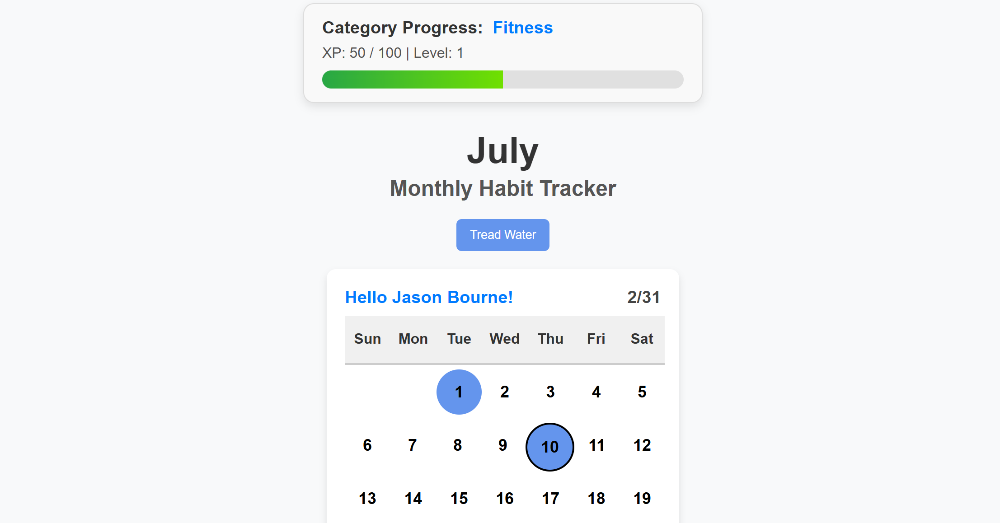 Category Progress: Fitness
XP: 50 / 100 | Level: 1
July
Monthly Habit Tracker
Tread Water
Hello Jason Bourne! 2/31
Sun Mon Tue Wed Thu Fri Sat
1 2 3 4 5
6 7 8 9 10 11 12
13 14 15 16 17 18 19